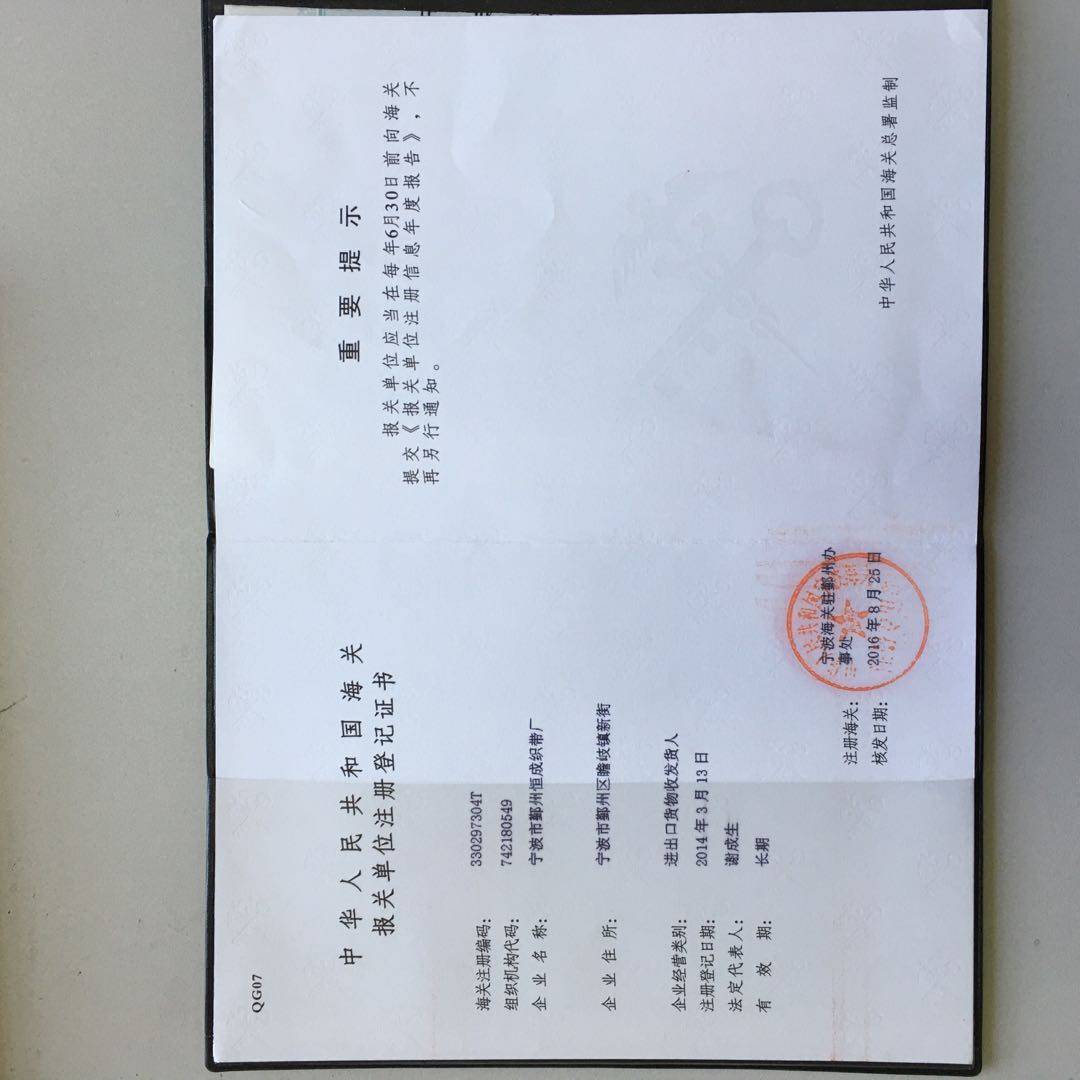 QG07
中华人民共和国海关
报关单位注册登记证书
海关注册编码: 330297304T
组织机构代码: 742180549
企业名称: 宁波市鄞州恒成织带厂
企业住所: 宁波市鄞州区瞻岐镇新街
企业经营类别: 进出口货物收发货人
注册登记日期: 2014年3月13日
法定代表人: 谢成生
有效期: 长期
注册海关: 宁波海关驻鄞州办
事处
核发日期: 2016年8月25日
重要提示
报关单位应当在每年6月30日前向海关
提交《报关单位注册信息年度报告》,不
再另行通知。
中华人民共和国海关总署监制